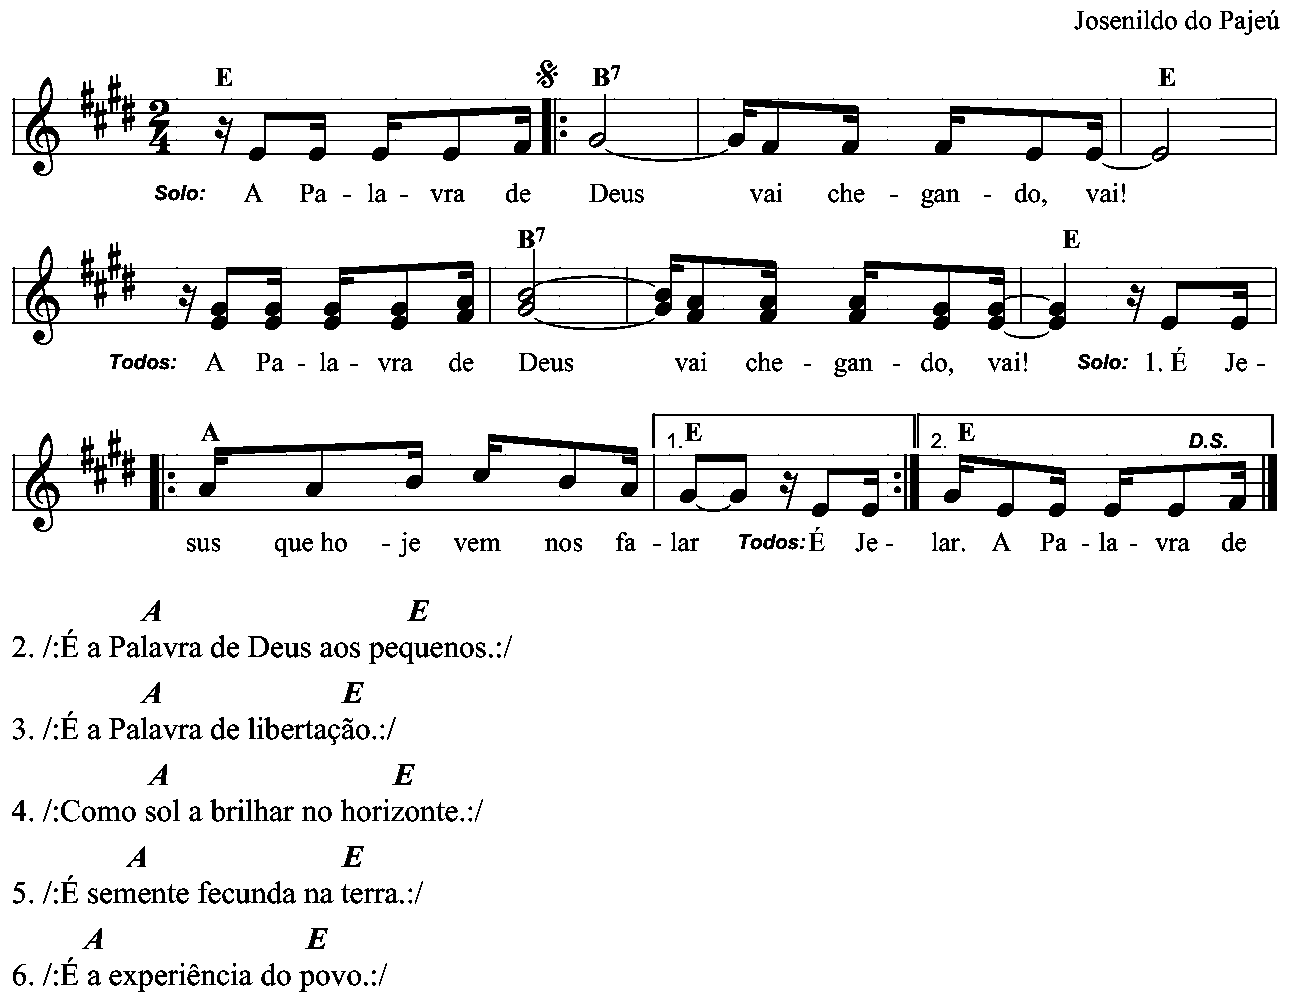 Josenildo do Pajeú
E B7 E
2 4
Solo: A Pa - la - vra de Deus vai che - gan - do, vai!
B7 E
Todos: A Pa - la - vra de Deus vai che - gan - do, vai! Solo: 1. É Je -
A 1. E 2. E D.S.
sus que ho - je vem nos fa - lar Todos: É Je - lar. A Pa - la - vra de
A E
2. /:É a Palavra de Deus aos pequenos.:/
A E
3. /:É a Palavra de libertação.:/
A E
4. /:Como sol a brilhar no horizonte.:/
A E
5. /:É semente fecunda na terra.:/
A E
6. /:É a experiência do povo.:/